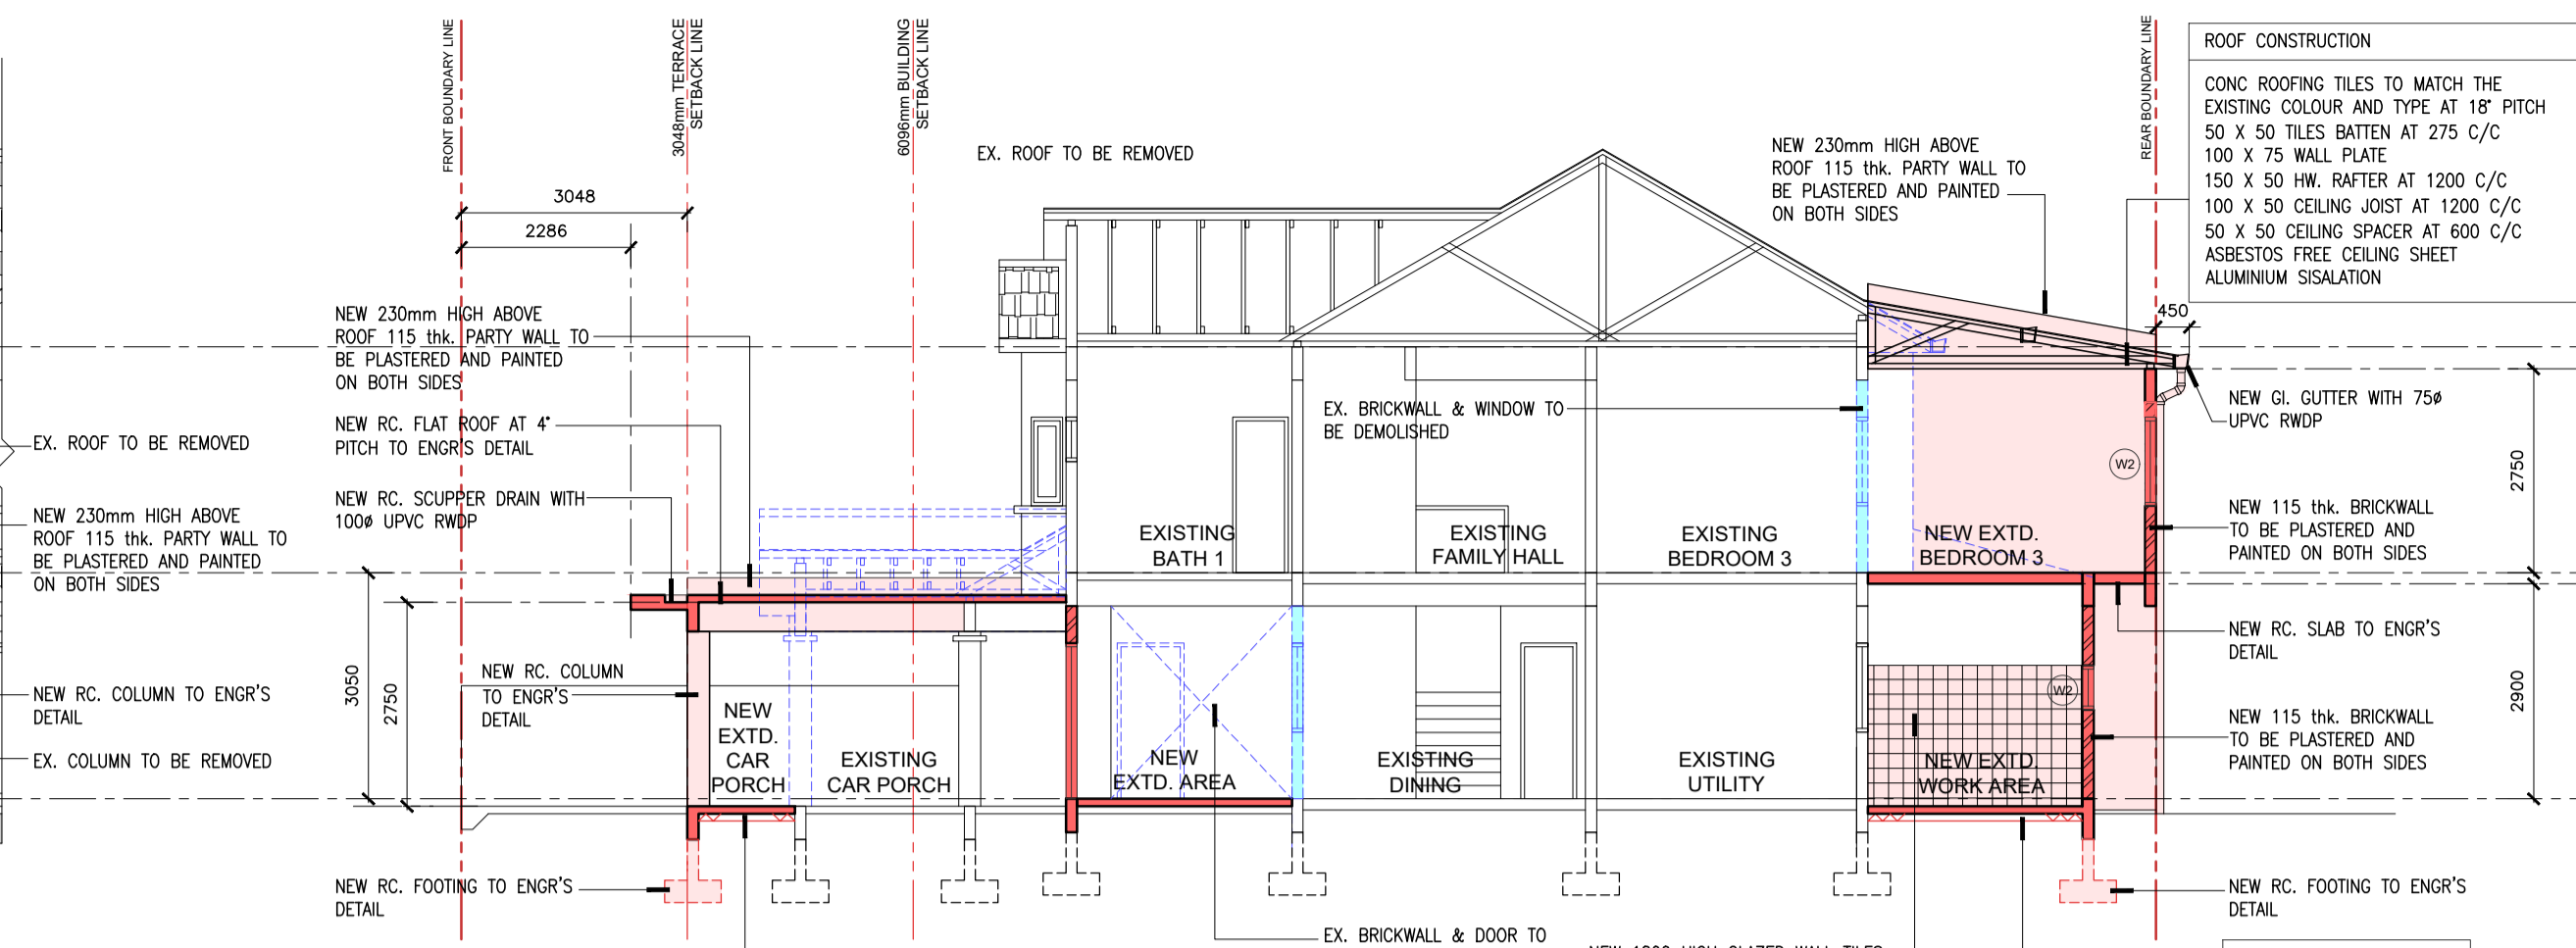 FRONT BOUNDARY LINE
3048mm TERRACE
SETBACK LINE
6096mm BUILDING
SETBACK LINE
REAR BOUNDARY LINE
ROOF CONSTRUCTION
CONC ROOFING TILES TO MATCH THE
EXISTING COLOUR AND TYPE AT 18° PITCH
50 X 50 TILES BATTEN AT 275 C/C
100 X 75 WALL PLATE
150 X 50 HW. RAFTER AT 1200 C/C
100 X 50 CEILING JOIST AT 1200 C/C
50 X 50 CEILING SPACER AT 600 C/C
ASBESTOS FREE CEILING SHEET
ALUMINIUM SISALATION
EX. ROOF TO BE REMOVED
NEW 230mm HIGH ABOVE
ROOF 115 thk. PARTY WALL TO
BE PLASTERED AND PAINTED
ON BOTH SIDES
3048
2286
450
NEW 230mm HIGH ABOVE
ROOF 115 thk. PARTY WALL TO
BE PLASTERED AND PAINTED
ON BOTH SIDES
NEW RC. FLAT ROOF AT 4°
PITCH TO ENGR'S DETAIL
NEW RC. SCUPPER DRAIN WITH
100ø UPVC RWDP
EX. ROOF TO BE REMOVED
NEW 230mm HIGH ABOVE
ROOF 115 thk. PARTY WALL TO
BE PLASTERED AND PAINTED
ON BOTH SIDES
EX. BRICKWALL & WINDOW TO
BE DEMOLISHED
NEW GI. GUTTER WITH 75ø
UPVC RWDP
W2
2750
NEW 115 thk. BRICKWALL
TO BE PLASTERED AND
PAINTED ON BOTH SIDES
EXISTING
BATH 1
EXISTING
FAMILY HALL
EXISTING
BEDROOM 3
NEW EXTD.
BEDROOM 3
NEW RC. SLAB TO ENGR'S
DETAIL
NEW RC. COLUMN TO ENGR'S
DETAIL
EX. COLUMN TO BE REMOVED
3050
2750
NEW RC. COLUMN
TO ENGR'S
DETAIL
NEW
EXTD.
CAR
PORCH
EXISTING
CAR PORCH
NEW
EXTD. AREA
EXISTING
DINING
EXISTING
UTILITY
NEW EXTD.
WORK AREA
W2
2900
NEW 115 thk. BRICKWALL
TO BE PLASTERED AND
PAINTED ON BOTH SIDES
NEW RC. FOOTING TO ENGR'S
DETAIL
NEW RC. FOOTING TO ENGR'S
DETAIL
EX. BRICKWALL & DOOR TO
NEW 1800 HIGH GLAZED WALL TILES